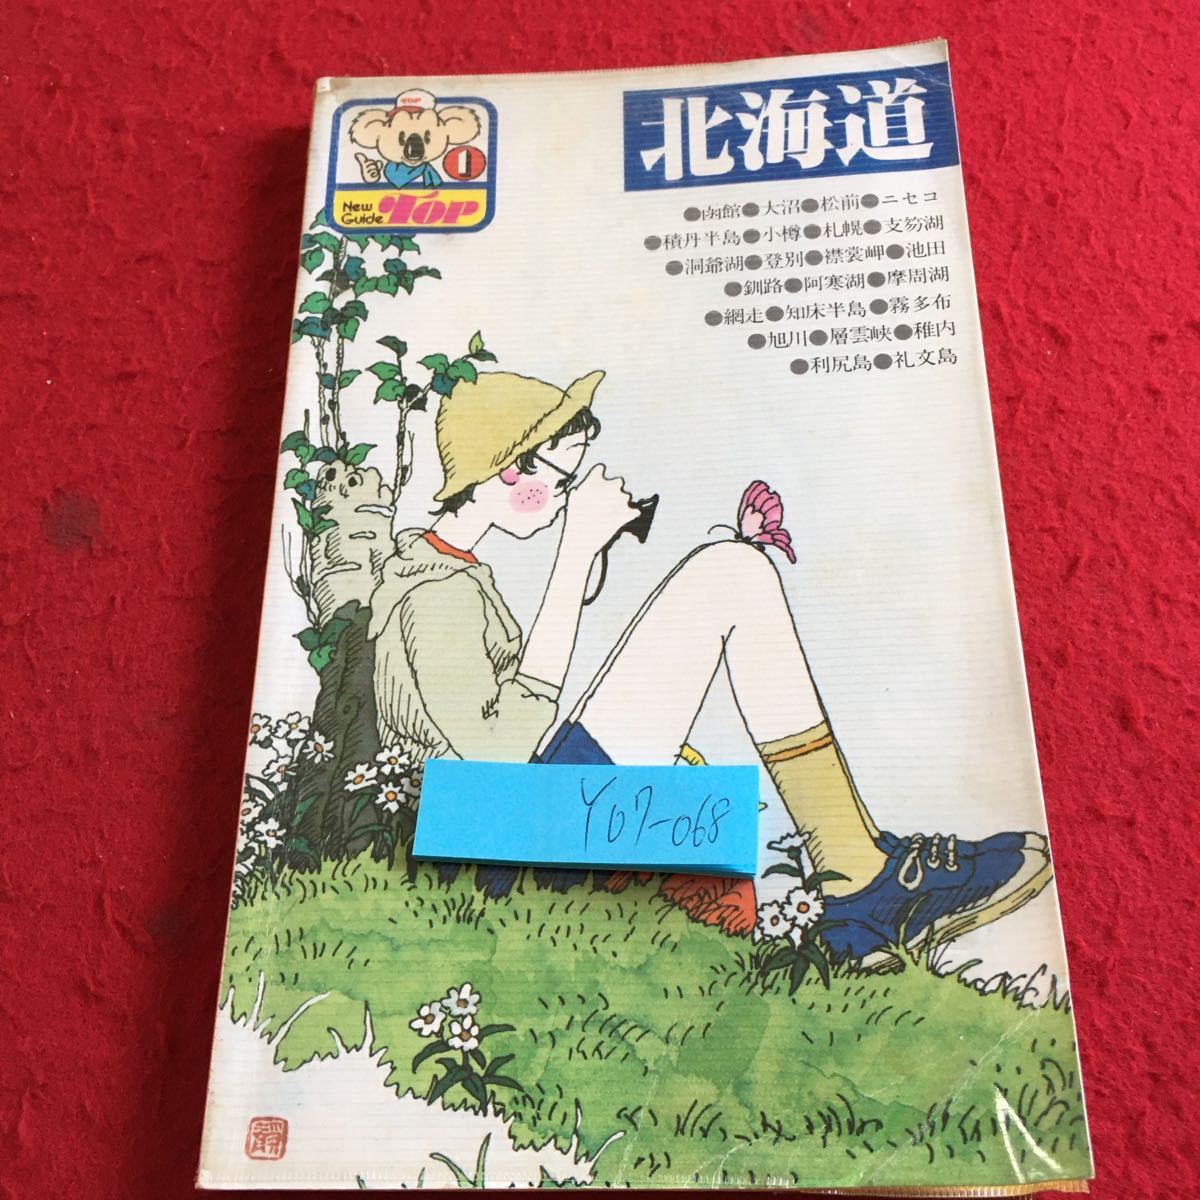 北海道
TOP
1
New Guide TOP
●函館●大沼●松前●ニセコ
●積丹半島●小樽●札幌●支笏湖
●洞爺湖●登別●襟裳岬●池田
●釧路●阿寒湖●摩周湖
●網走●知床半島●霧多布
●旭川●層雲峡●稚内
●利尻島●礼文島
Y07-068